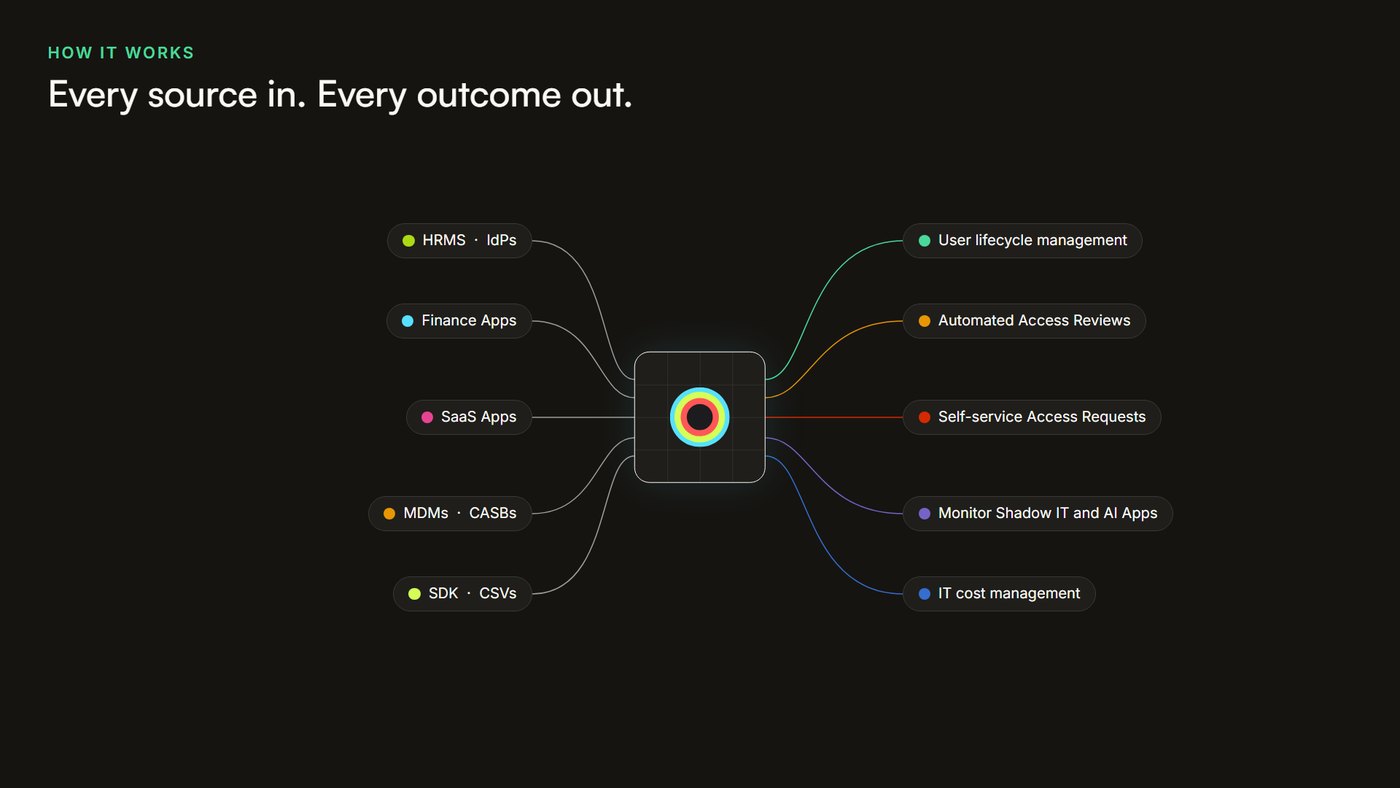 HOW IT WORKS
Every source in. Every outcome out.
HRMS · IdPs
Finance Apps
SaaS Apps
MDMs · CASBs
SDK · CSVs
User lifecycle management
Automated Access Reviews
Self-service Access Requests
Monitor Shadow IT and AI Apps
IT cost management